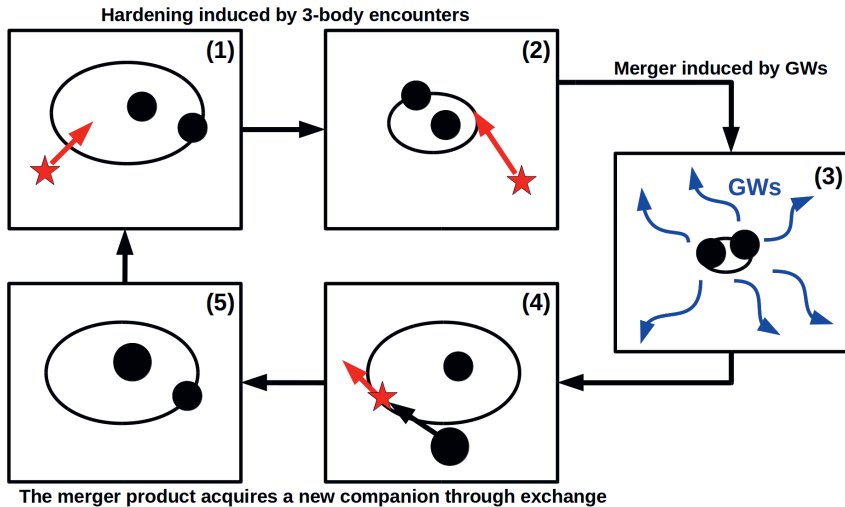 Hardening induced by 3-body encounters
(1)
(2)
Merger induced by GWs
(3)
GWs
(5)
(4)
The merger product acquires a new companion through exchange